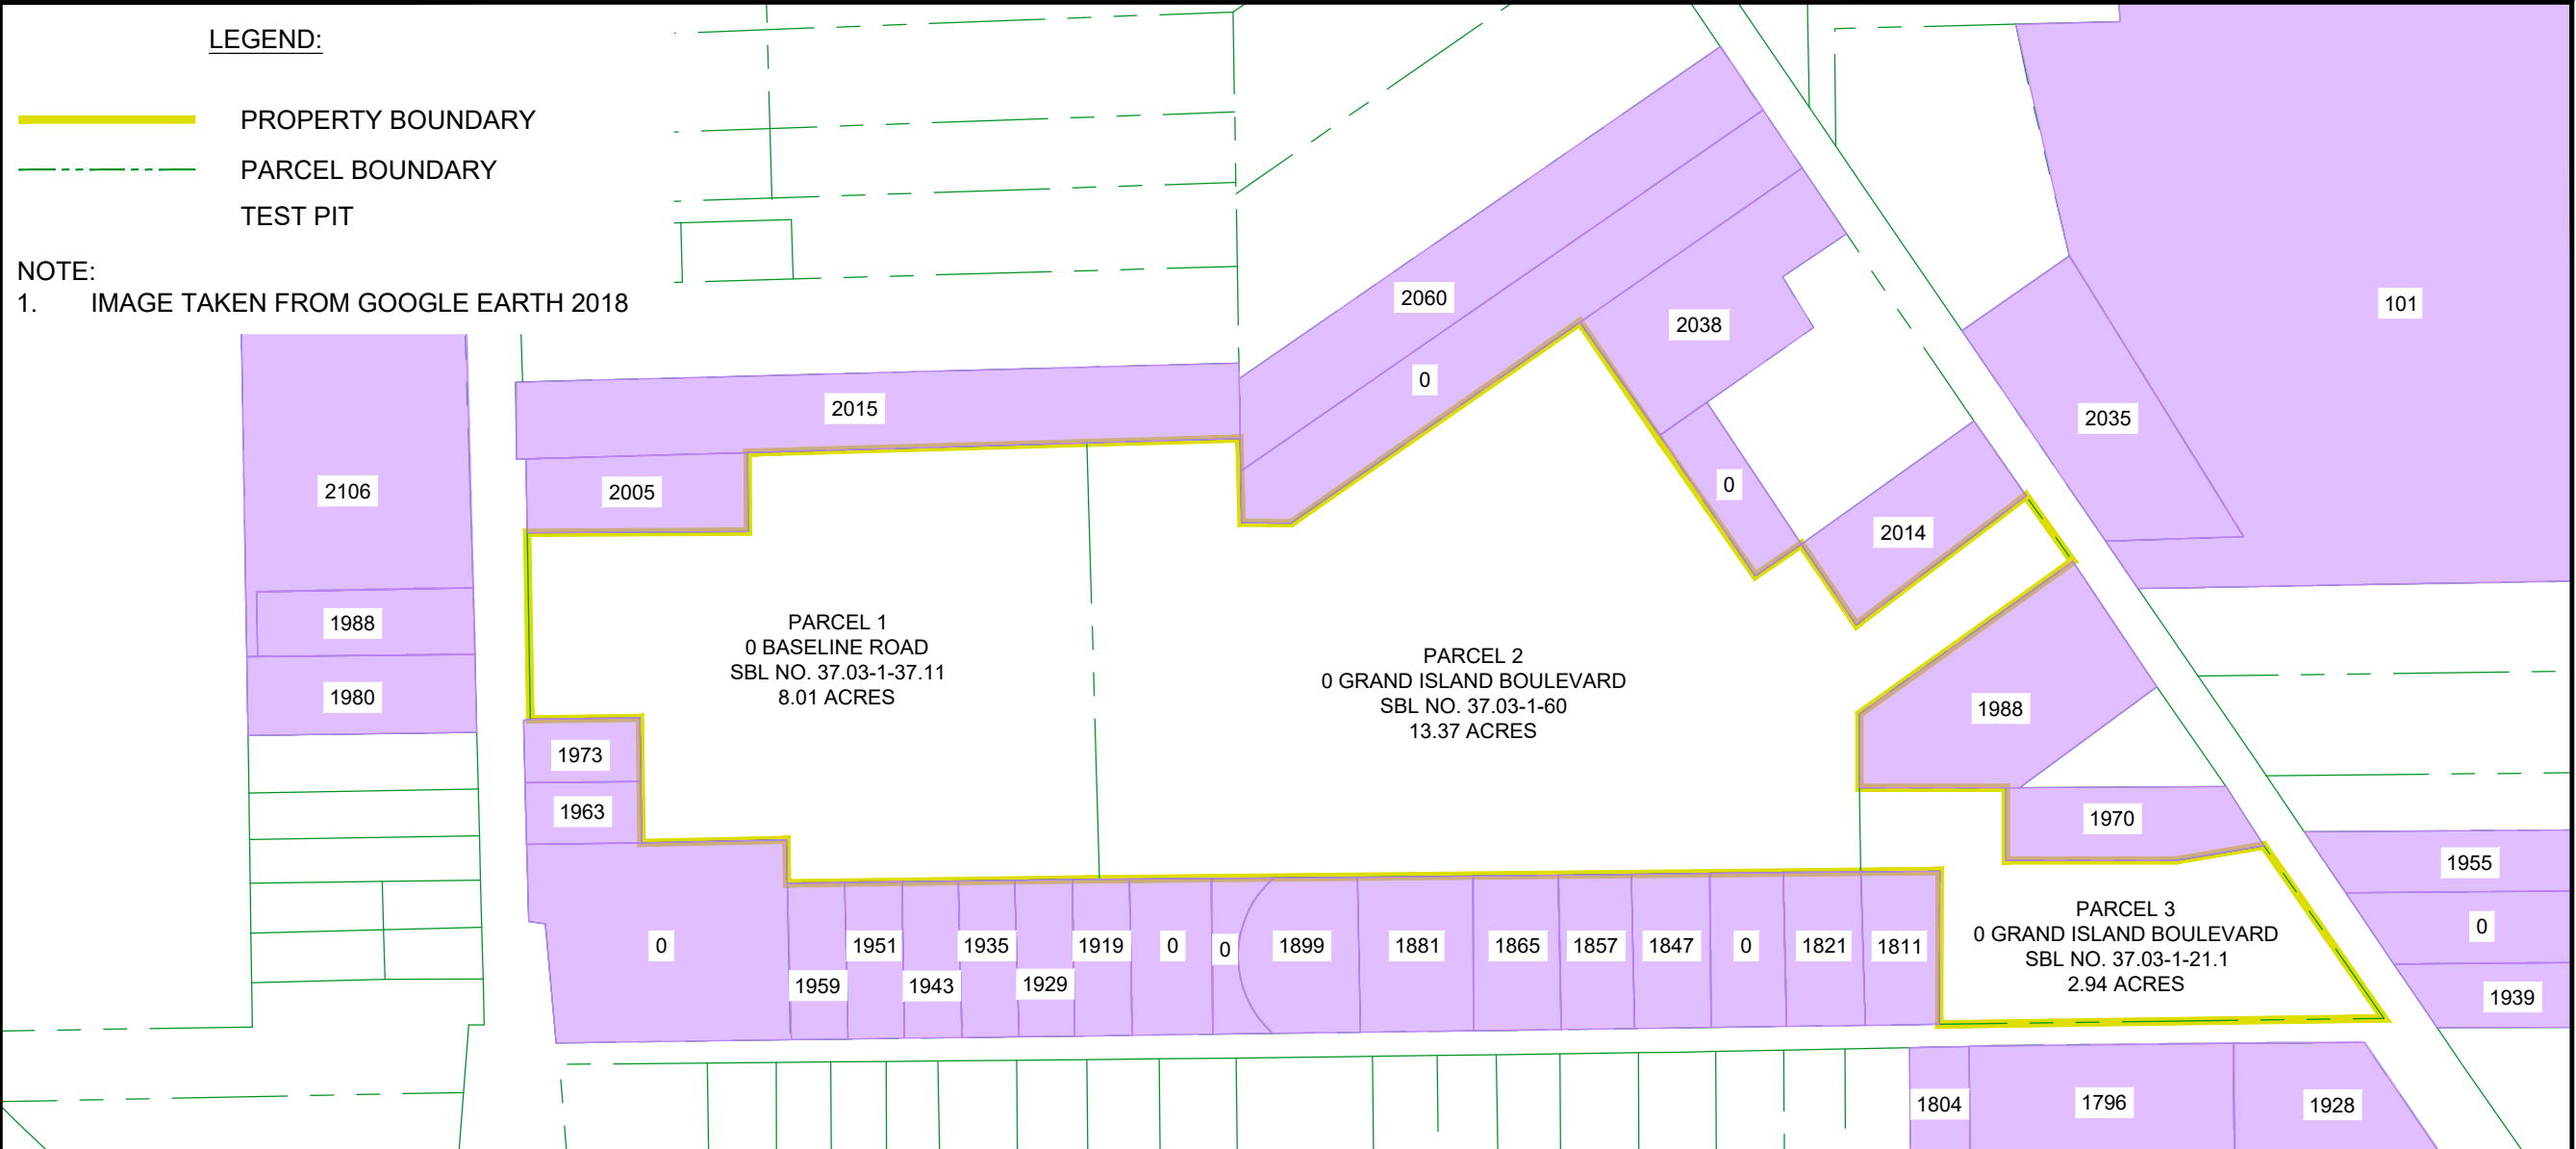 LEGEND:
PROPERTY BOUNDARY
PARCEL BOUNDARY
TEST PIT
NOTE:
1. IMAGE TAKEN FROM GOOGLE EARTH 2018
2060
101
2038
0
2015
2035
2106
2005
0
2014
1988
1980
PARCEL 1
0 BASELINE ROAD
SBL NO. 37.03-1-37.11
8.01 ACRES
PARCEL 2
0 GRAND ISLAND BOULEVARD
SBL NO. 37.03-1-60
13.37 ACRES
1988
1973
1963
1970
1955
PARCEL 3
0 GRAND ISLAND BOULEVARD
SBL NO. 37.03-1-21.1
2.94 ACRES
0
1939
0
1959
1951
1943
1935
1929
1919
0
0
1899
1881
1865
1857
1847
0
1821
1811
1804
1796
1928